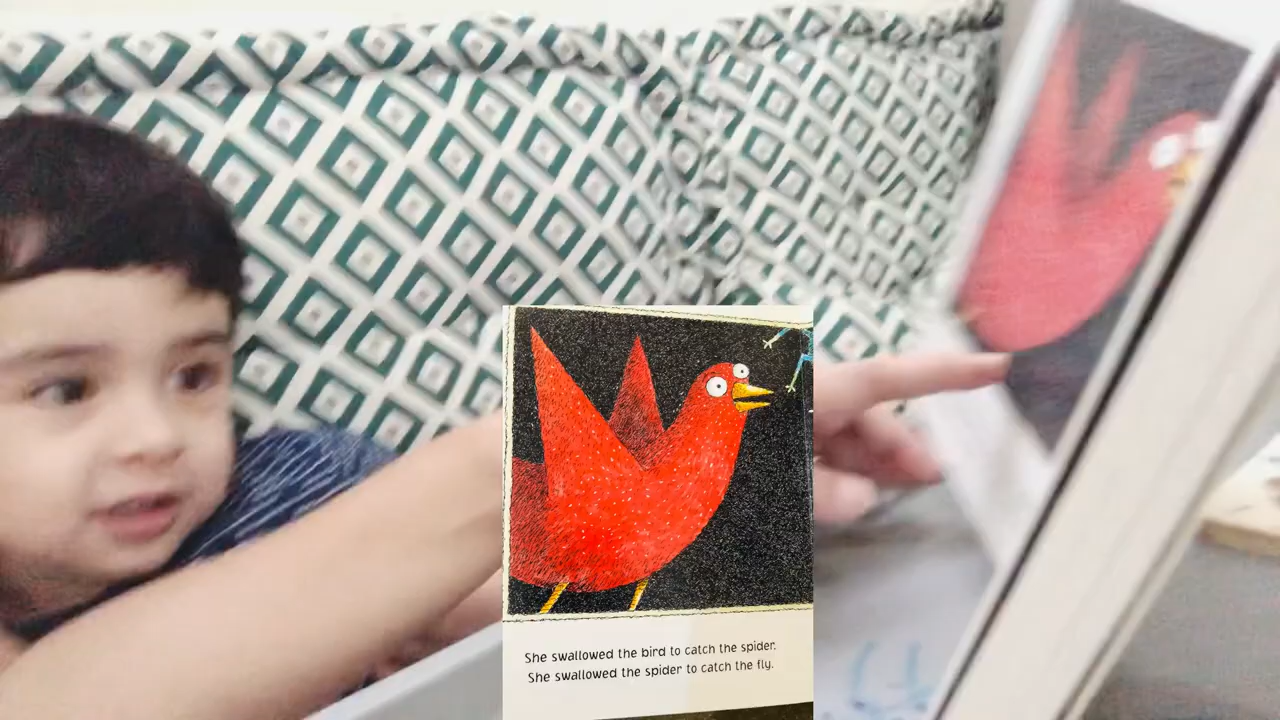 She swallowed the bird to catch the spider.
She swallowed the spider to catch the fly.